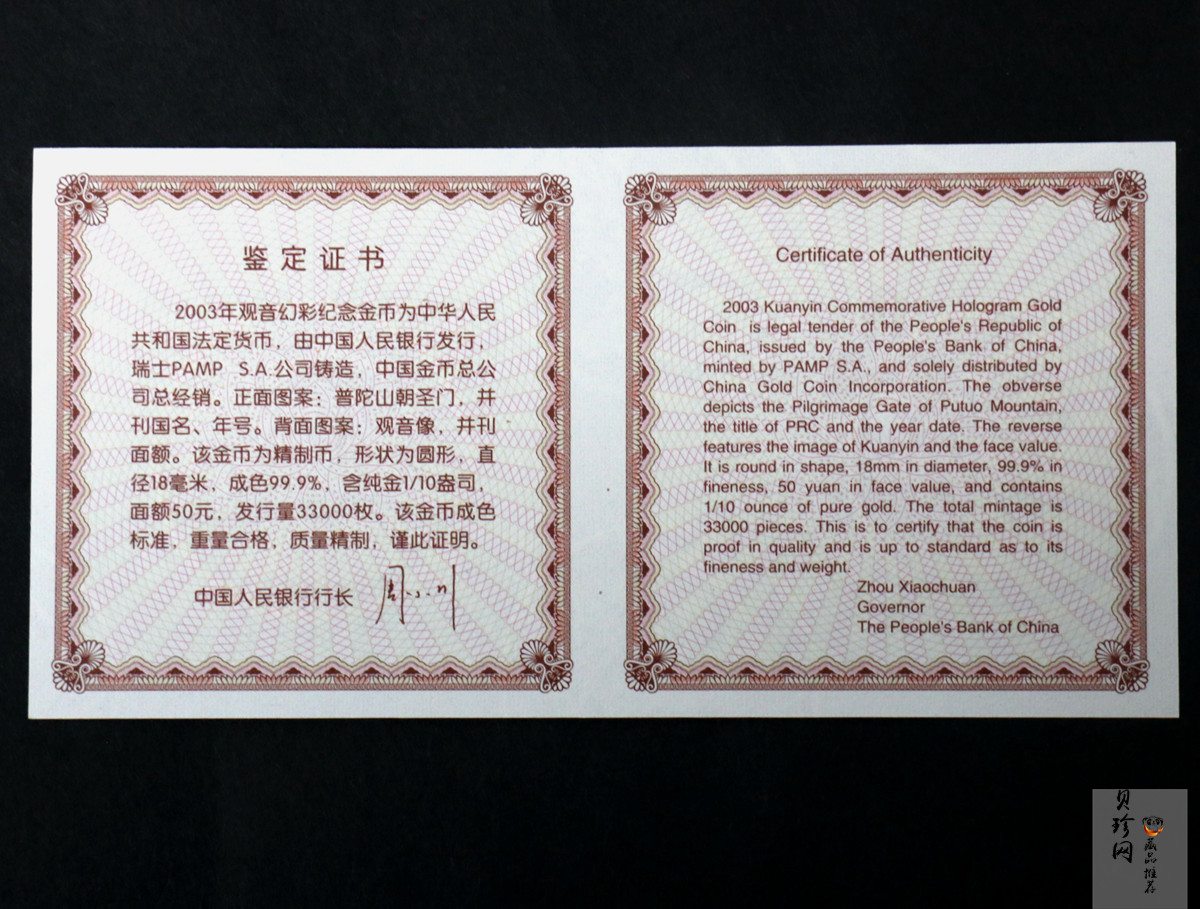 鉴定证书
2003年观音幻彩纪念金币为中华人民
共和国法定货币，由中国人民银行发行，
瑞士PAMP S.A.公司铸造，中国金币总公
司总经销。正面图案：普陀山朝圣门，并
刊国名、年号。背面图案：观音像，并刊
面额。该金币为精制币，形状为圆形，直
径18毫米，成色99.9%，含纯金1/10盎司，
面额50元，发行量33000枚。该金币成色
标准，重量合格，质量精制，谨此证明。
中国人民银行行长 周小川
Certificate of Authenticity
2003 Kuanyin Commemorative Hologram Gold
Coin is legal tender of the People's Republic of
China, issued by the People's Bank of China,
minted by PAMP S.A., and solely distributed by
China Gold Coin Incorporation. The obverse
depicts the Pilgrimage Gate of Putuo Mountain,
the title of PRC and the year date. The reverse
features the image of Kuanyin and the face value.
It is round in shape, 18mm in diameter, 99.9% in
fineness, 50 yuan in face value, and contains
1/10 ounce of pure gold. The total mintage is
33000 pieces. This is to certify that the coin is
proof in quality and is up to standard as to its
fineness and weight.
Zhou Xiaochuan
Governor
The People's Bank of China
贝珍网
藏品推荐